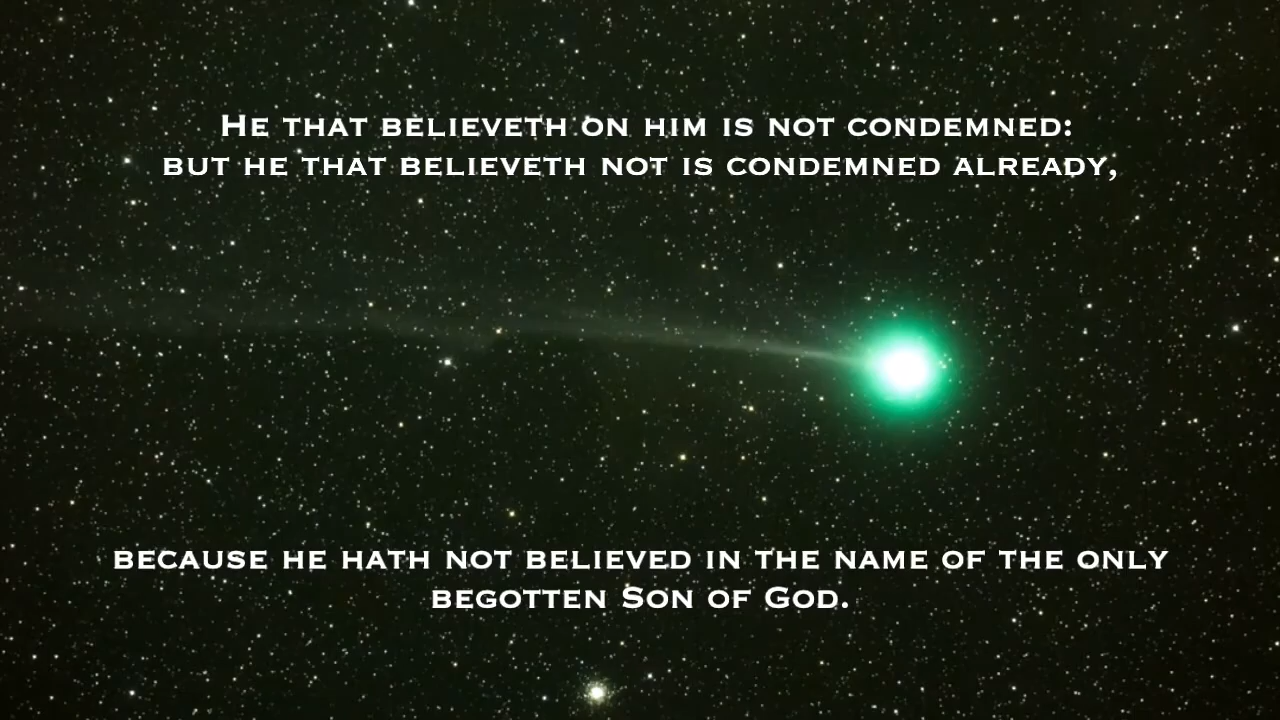 He that believeth on him is not condemned:
but he that believeth not is condemned already,
because he hath not believed in the name of the only
begotten Son of God.